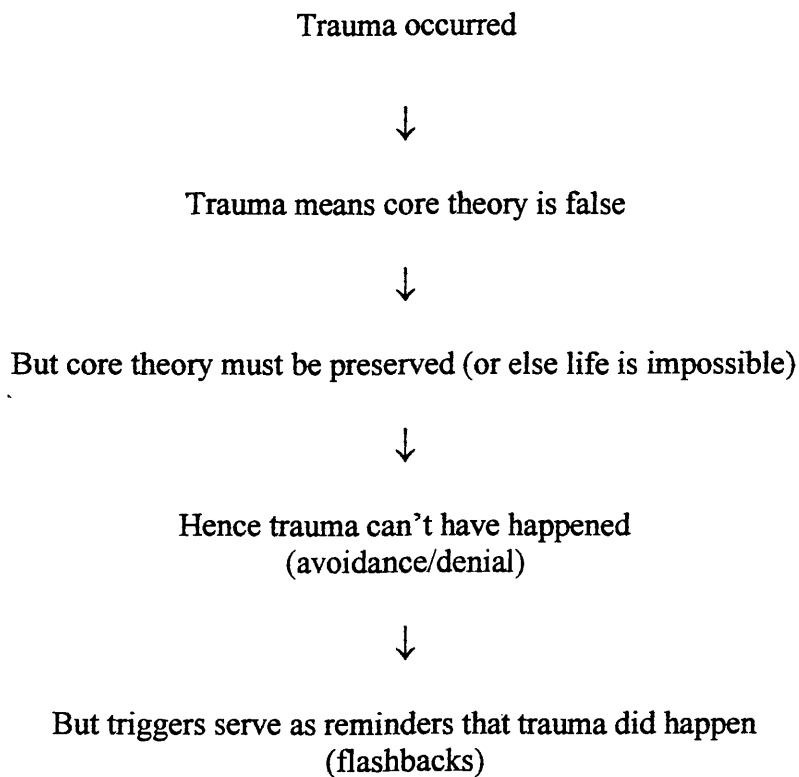 Trauma occurred
↓
Trauma means core theory is false
↓
But core theory must be preserved (or else life is impossible)
↓
Hence trauma can't have happened
(avoidance/denial)
↓
But triggers serve as reminders that trauma did happen
(flashbacks)